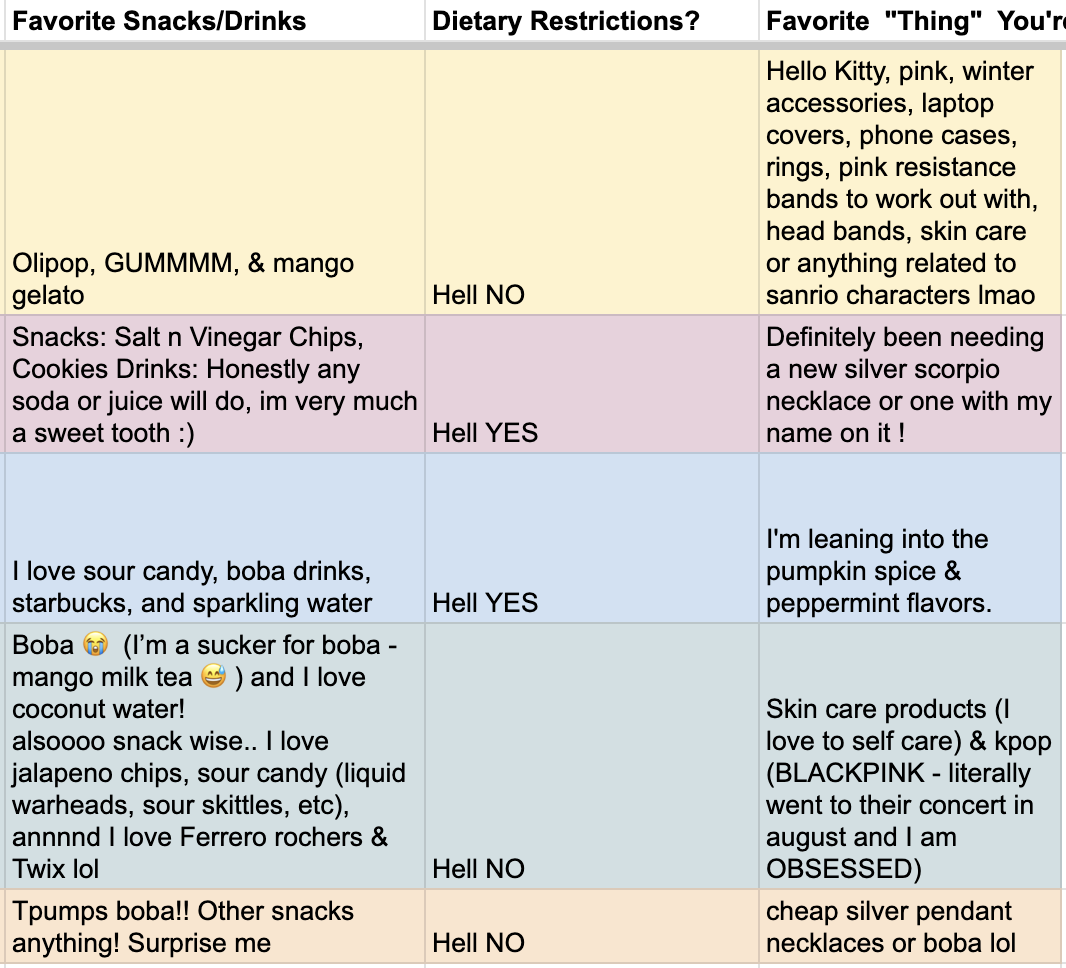 Favorite Snacks/Drinks
Dietary Restrictions?
Favorite "Thing" You're
Olipop, GUMMMM, & mango
gelato
Hell NO
Hello Kitty, pink, winter
accessories, laptop
covers, phone cases,
rings, pink resistance
bands to work out with,
head bands, skin care
or anything related to
sanrio characters lmao
Snacks: Salt n Vinegar Chips,
Cookies Drinks: Honestly any
soda or juice will do, im very much
a sweet tooth :)
Hell YES
Definitely been needing
a new silver scorpio
necklace or one with my
name on it !
I love sour candy, boba drinks,
starbucks, and sparkling water
Hell YES
I'm leaning into the
pumpkin spice &
peppermint flavors.
Boba 😭 (I’m a sucker for boba -
mango milk tea 😅 ) and I love
coconut water!
alsoooo snack wise.. I love
jalapeno chips, sour candy (liquid
warheads, sour skittles, etc),
annnnd I love Ferrero rochers &
Twix lol
Hell NO
Skin care products (I
love to self care) & kpop
(BLACKPINK - literally
went to their concert in
august and I am
OBSESSED)
Tpumps boba!! Other snacks
anything! Surprise me
Hell NO
cheap silver pendant
necklaces or boba lol